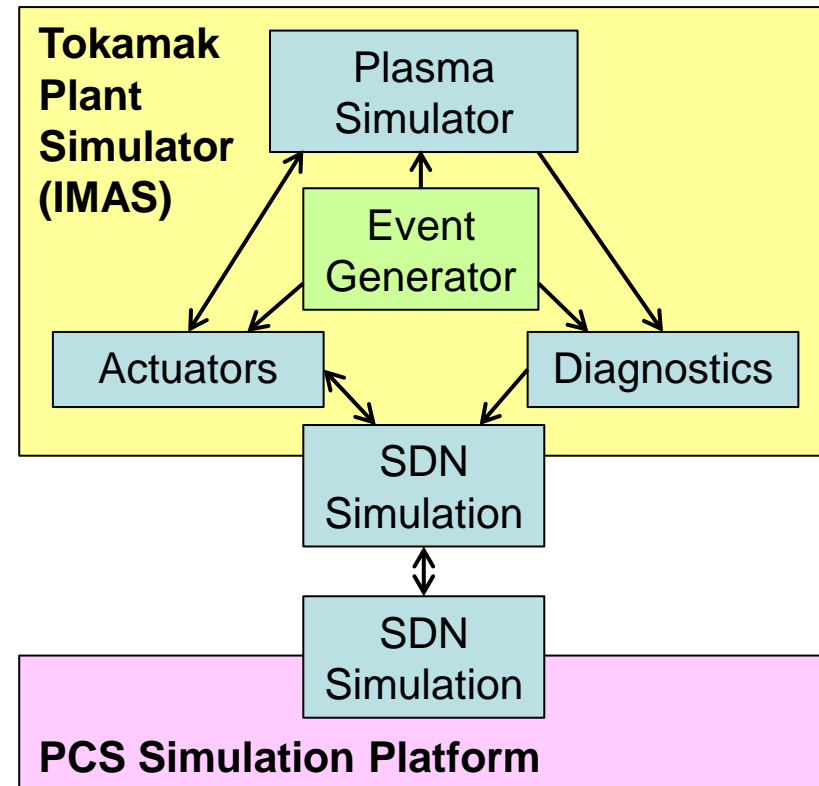 Tokamak
Plant
Simulator
(IMAS)
Plasma
Simulator
Event
Generator
Actuators
Diagnostics
SDN
Simulation
SDN
Simulation
PCS Simulation Platform